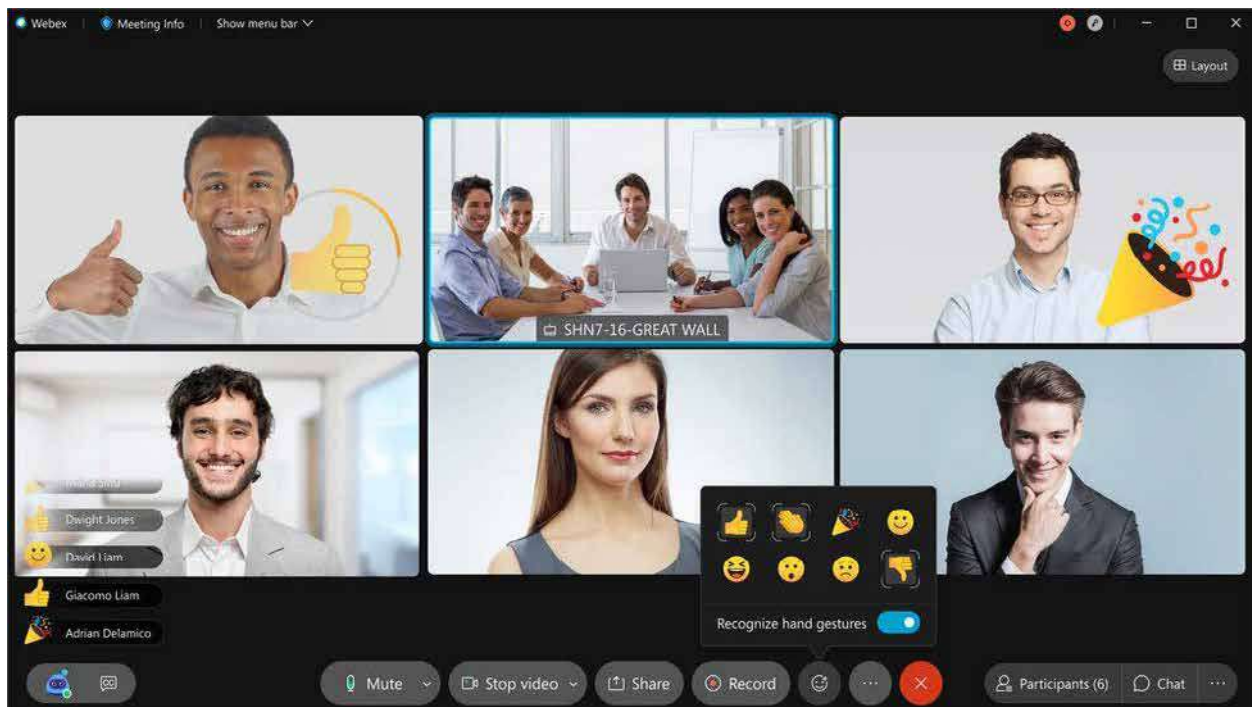 Webex Meeting Info Show menu bar
Layout
SHN7-16-GREAT WALL
Dwight Jones
David Liam
Giacomo Liam
Adrian Delamico
Recognize hand gestures
Mute Stop video Share Record Participants (6) Chat